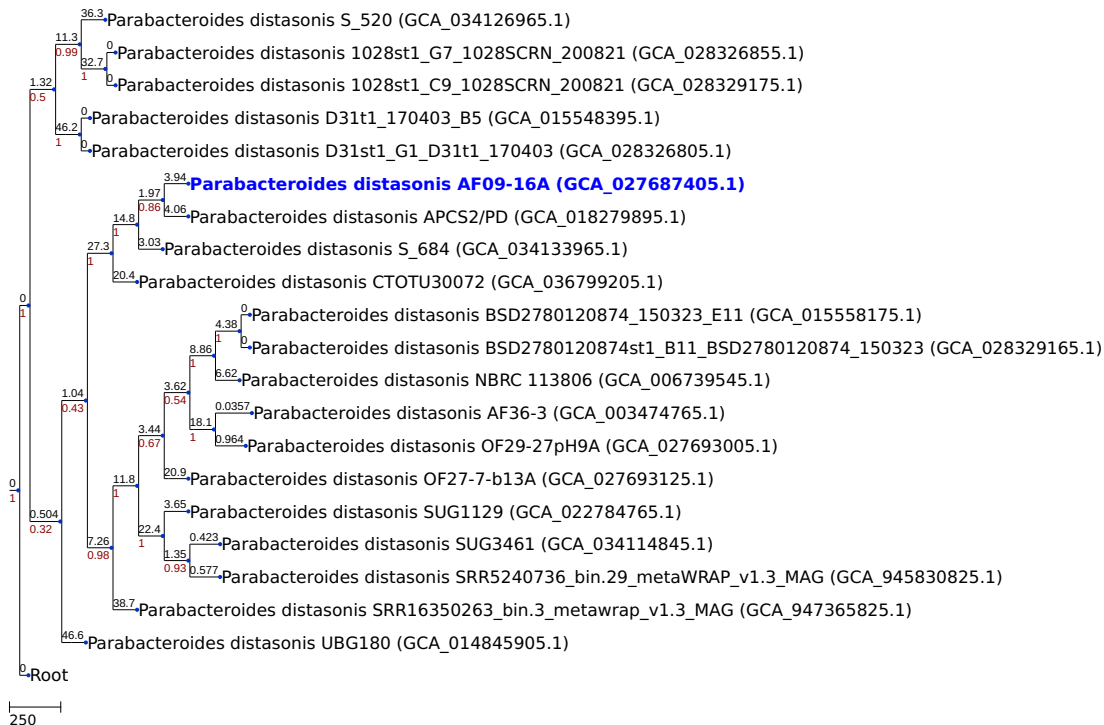 36.3 Parabacteroides distasonis S_520 (GCA_034126965.1)
11.3
0.99
0 Parabacteroides distasonis 1028st1_G7_1028SCRN_200821 (GCA_028326855.1)
32.7
1
0 Parabacteroides distasonis 1028st1_C9_1028SCRN_200821 (GCA_028329175.1)
1.32
0.5
0 Parabacteroides distasonis D31t1_170403_B5 (GCA_015548395.1)
46.2
1
0 Parabacteroides distasonis D31st1_G1_D31t1_170403 (GCA_028326805.1)
3.94 Parabacteroides distasonis AF09-16A (GCA_027687405.1)
1.97
0.86
4.06 Parabacteroides distasonis APCS2/PD (GCA_018279895.1)
14.8
1
3.03 Parabacteroides distasonis S_684 (GCA_034133965.1)
27.3
1
20.4 Parabacteroides distasonis CTOTU30072 (GCA_036799205.1)
0
1
0 Parabacteroides distasonis BSD2780120874_150323_E11 (GCA_015558175.1)
4.38
1
0 Parabacteroides distasonis BSD2780120874st1_B11_BSD2780120874_150323 (GCA_028329165.1)
8.86
1
6.62 Parabacteroides distasonis NBRC 113806 (GCA_006739545.1)
3.62
0.54
1.04
0.43
0.0357 Parabacteroides distasonis AF36-3 (GCA_003474765.1)
18.1
1
0.964 Parabacteroides distasonis OF29-27pH9A (GCA_027693005.1)
3.44
0.67
20.9 Parabacteroides distasonis OF27-7-b13A (GCA_027693125.1)
11.8
1
0
1
3.65 Parabacteroides distasonis SUG1129 (GCA_022784765.1)
0.504
0.32
22.4
1
0.423 Parabacteroides distasonis SUG3461 (GCA_034114845.1)
7.26
0.98
1.35
0.93
0.577 Parabacteroides distasonis SRR5240736_bin.29_metaWRAP_v1.3_MAG (GCA_945830825.1)
38.7 Parabacteroides distasonis SRR16350263_bin.3_metawrap_v1.3_MAG (GCA_947365825.1)
46.6 Parabacteroides distasonis UBG180 (GCA_014845905.1)
0 Root
250